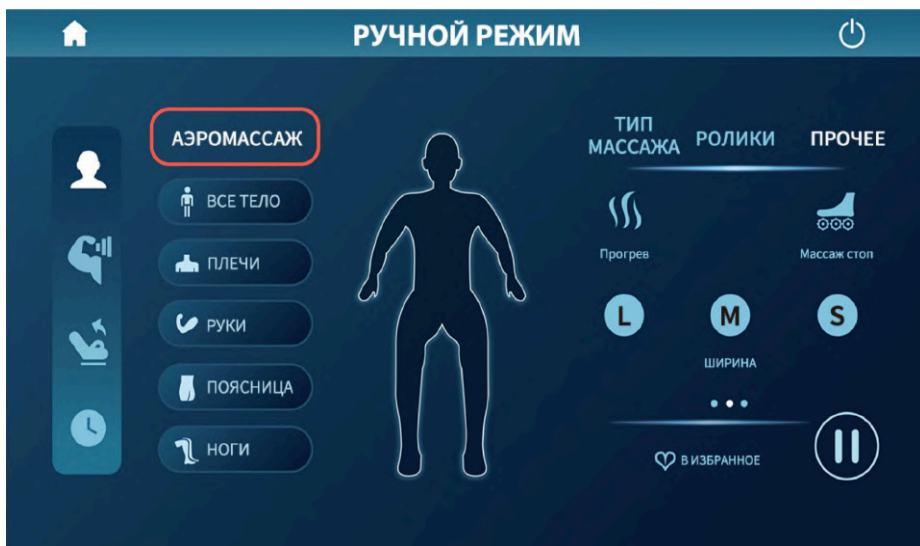 РУЧНОЙ РЕЖИМ
АЭРОМАССАЖ
ВСЕ ТЕЛО
ПЛЕЧИ
РУКИ
ПОЯСНИЦА
НОГИ
ТИП
МАССАЖА
РОЛИКИ
ПРОЧЕЕ
Прогрев
Массаж стоп
L
M
S
ШИРИНА
В ИЗБРАННОЕ